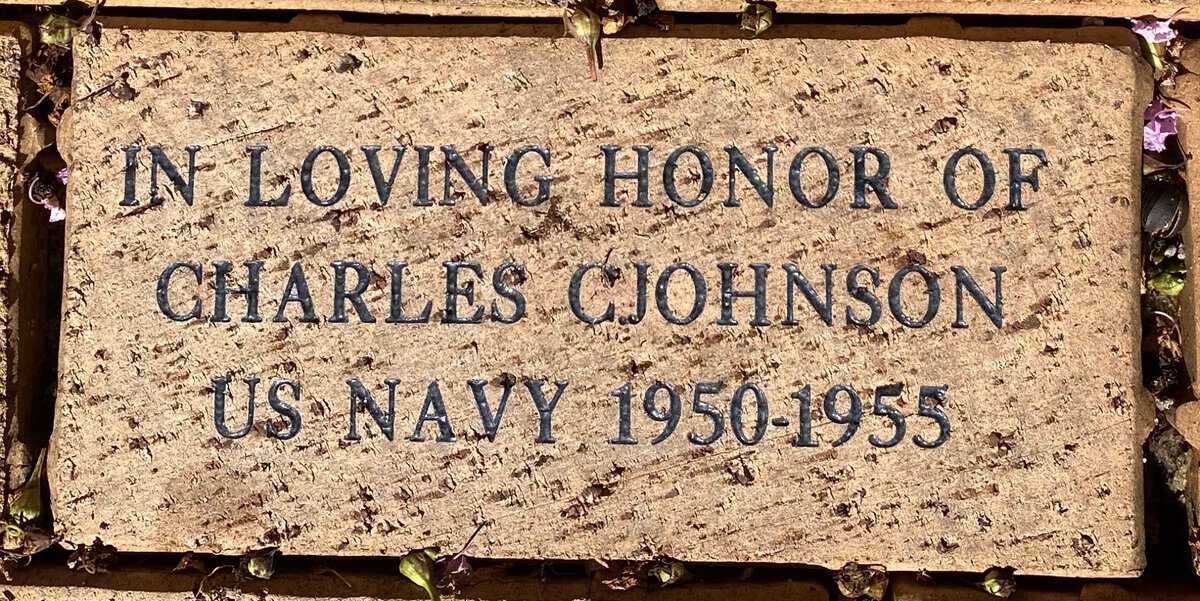 IN LOVING HONOR OF
CHARLES CJOHNSON
US NAVY 1950-1955